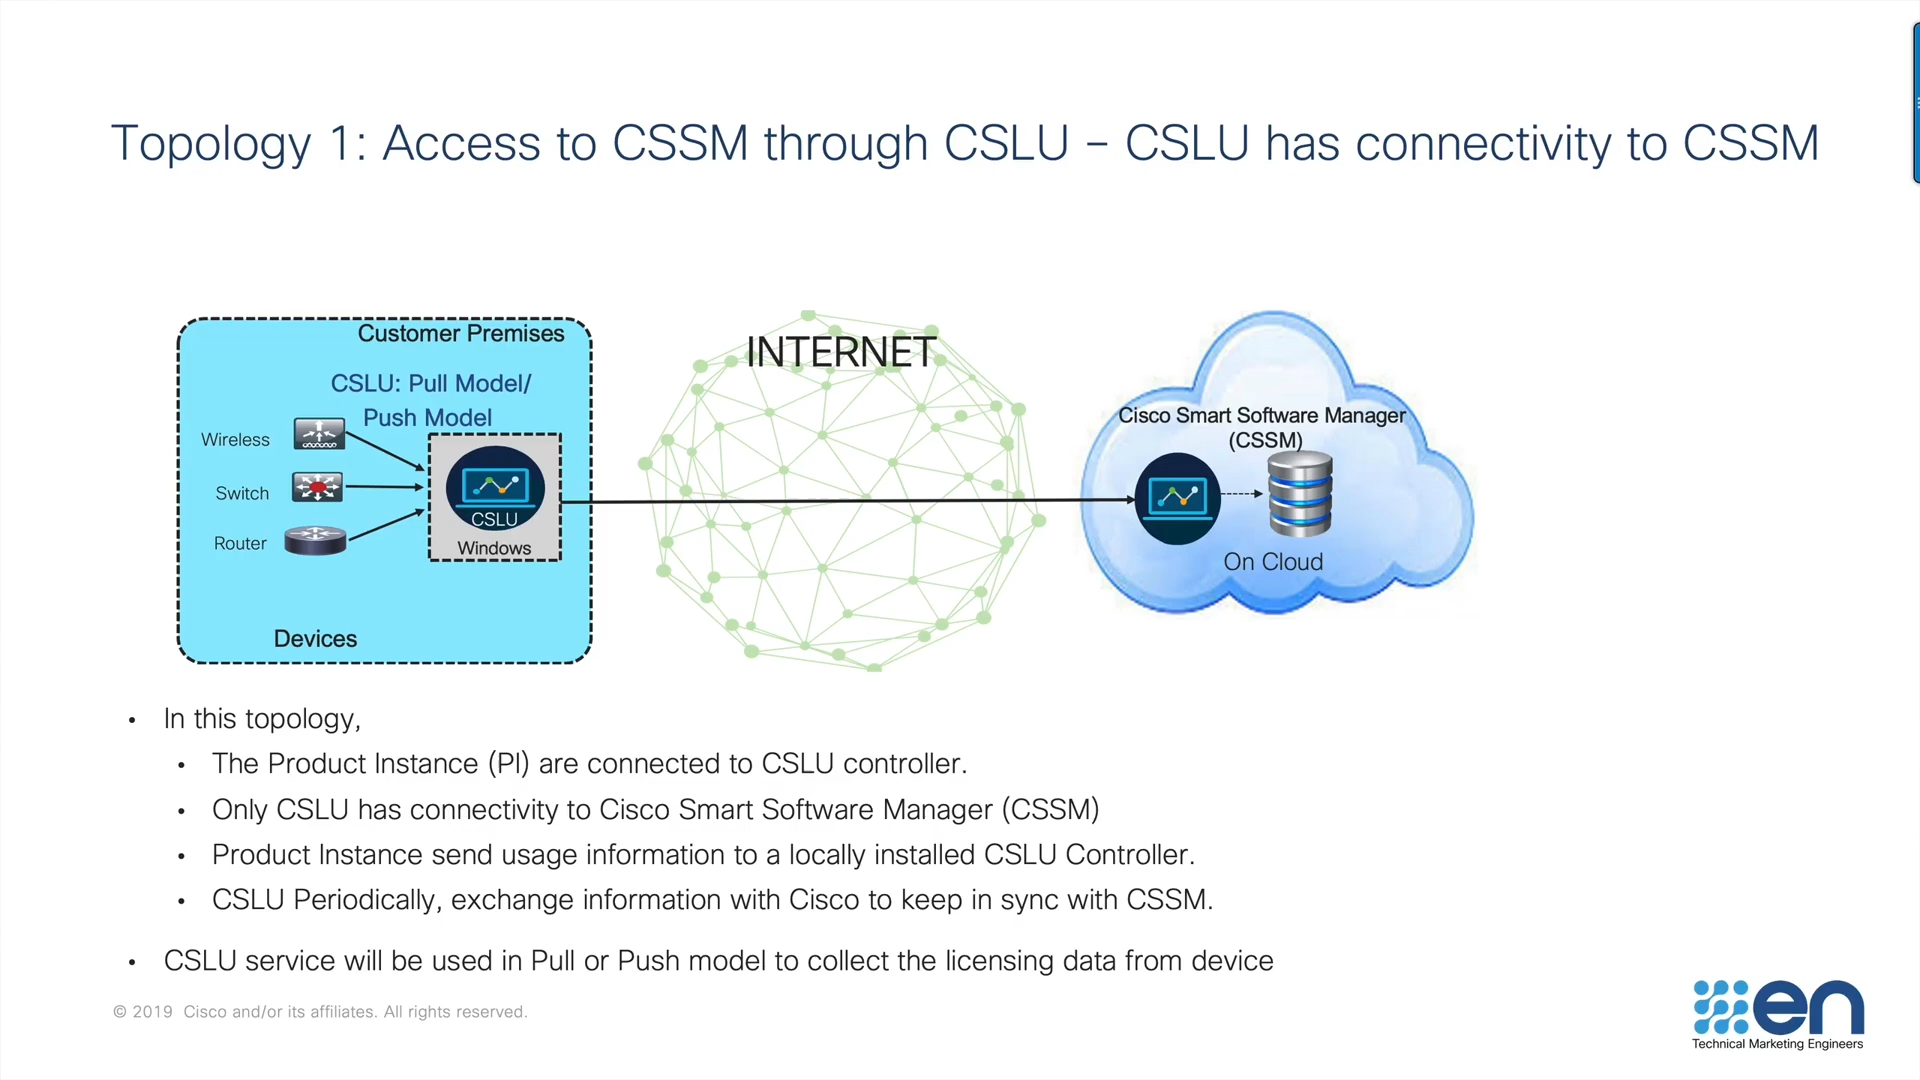 Topology 1: Access to CSSM through CSLU – CSLU has connectivity to CSSM
Customer Premises
CSLU: Pull Model/
Push Model
Wireless
Switch
Router
CSLU
Windows
Devices
INTERNET
Cisco Smart Software Manager
(CSSM)
On Cloud
• In this topology,
• The Product Instance (PI) are connected to CSLU controller.
• Only CSLU has connectivity to Cisco Smart Software Manager (CSSM)
• Product Instance send usage information to a locally installed CSLU Controller.
• CSLU Periodically, exchange information with Cisco to keep in sync with CSSM.
• CSLU service will be used in Pull or Push model to collect the licensing data from device
© 2019 Cisco and/or its affiliates. All rights reserved.
en
Technical Marketing Engineers